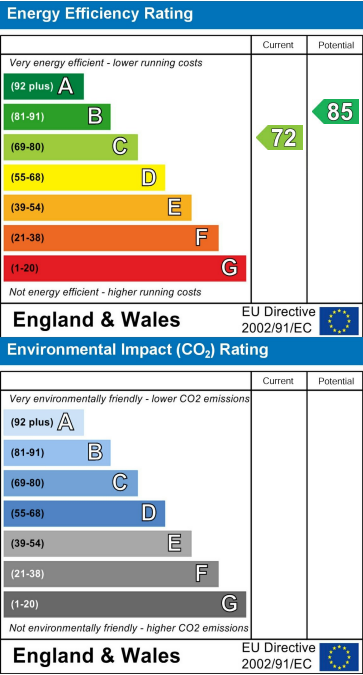 Energy Efficiency Rating
Current Potential
Very energy efficient - lower running costs
(92 plus) A
(81-91) B
85
(69-80) C
72
(55-68) D
(39-54) E
(21-38) F
(1-20) G
Not energy efficient - higher running costs
England & Wales
EU Directive
2002/91/EC
Environmental Impact (CO₂) Rating
Current Potential
Very environmentally friendly - lower CO2 emissions
(92 plus) A
(81-91) B
(69-80) C
(55-68) D
(39-54) E
(21-38) F
(1-20) G
Not environmentally friendly - higher CO2 emissions
England & Wales
EU Directive
2002/91/EC